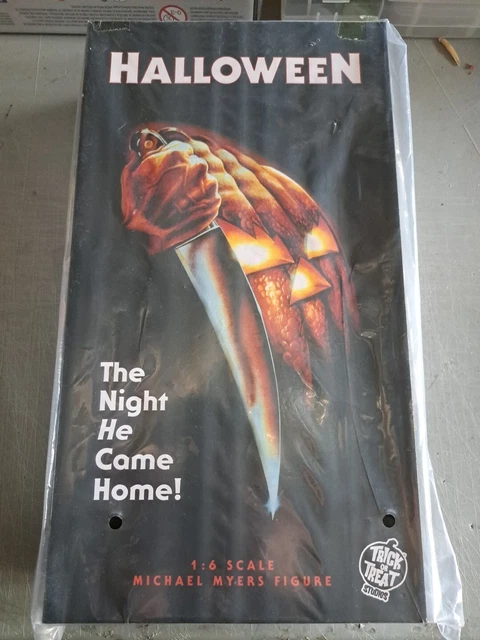 HALLOWEEN
The
Night
He
Came
Home!
1:6 SCALE
MICHAEL MYERS FIGURE
TRICK
OR
TREAT
STUDIOS